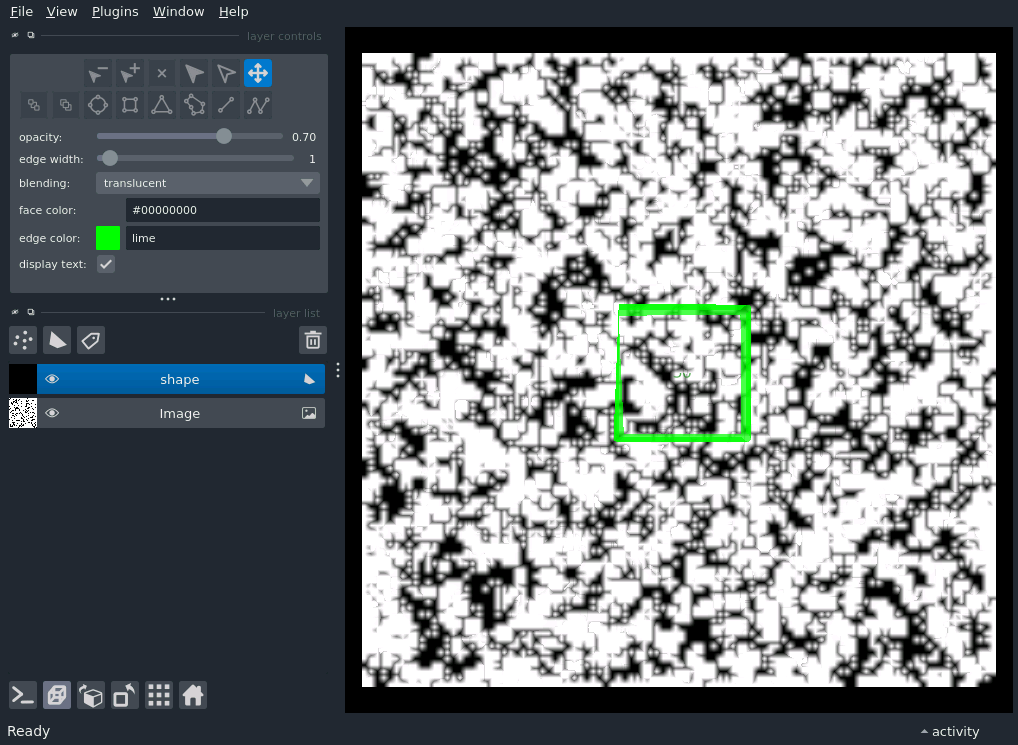 File View Plugins Window Help
layer controls
opacity: 0.70
edge width: 1
blending: translucent
face color: #00000000
edge color: lime
display text:
layer list
shape
Image
Ready
activity